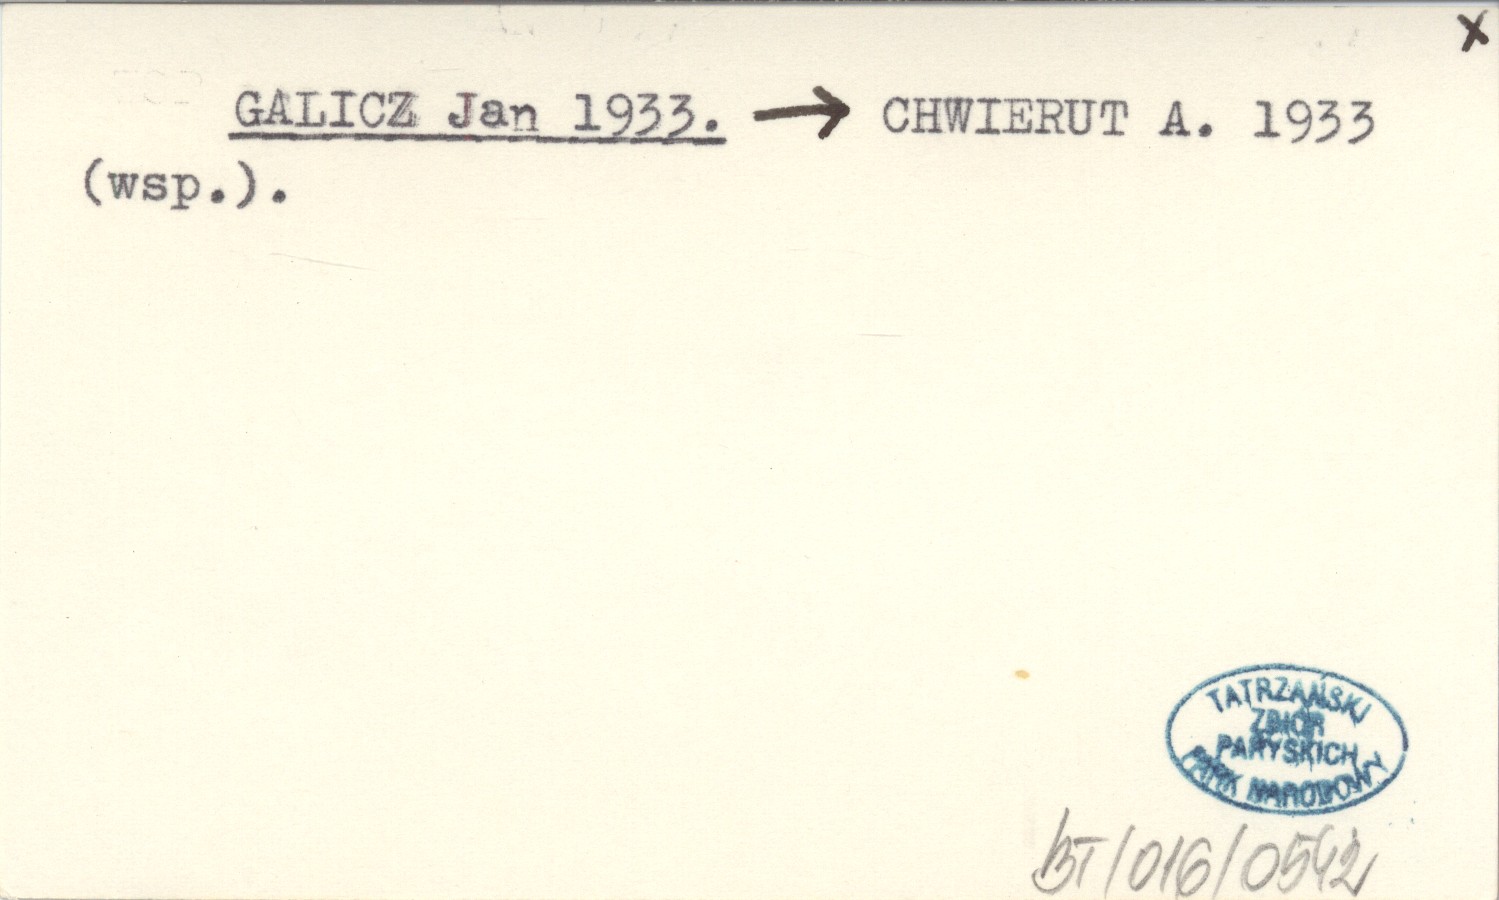 x
GALICZ Jan 1933. → CHWIERUT A. 1933
(wsp.).
TATRZAŃSKI
ZBIÓR
PARYSKICH
PARK NARODOWY
BT/016/0542